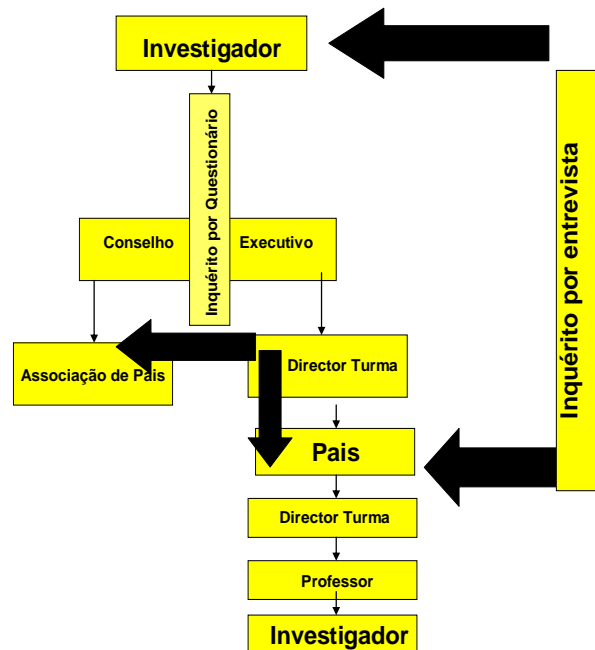 Investigador
Inquérito por Questionário
Inquérito por entrevista
Conselho Executivo
Associação de Pais
Director Turma
Pais
Director Turma
Professor
Investigador